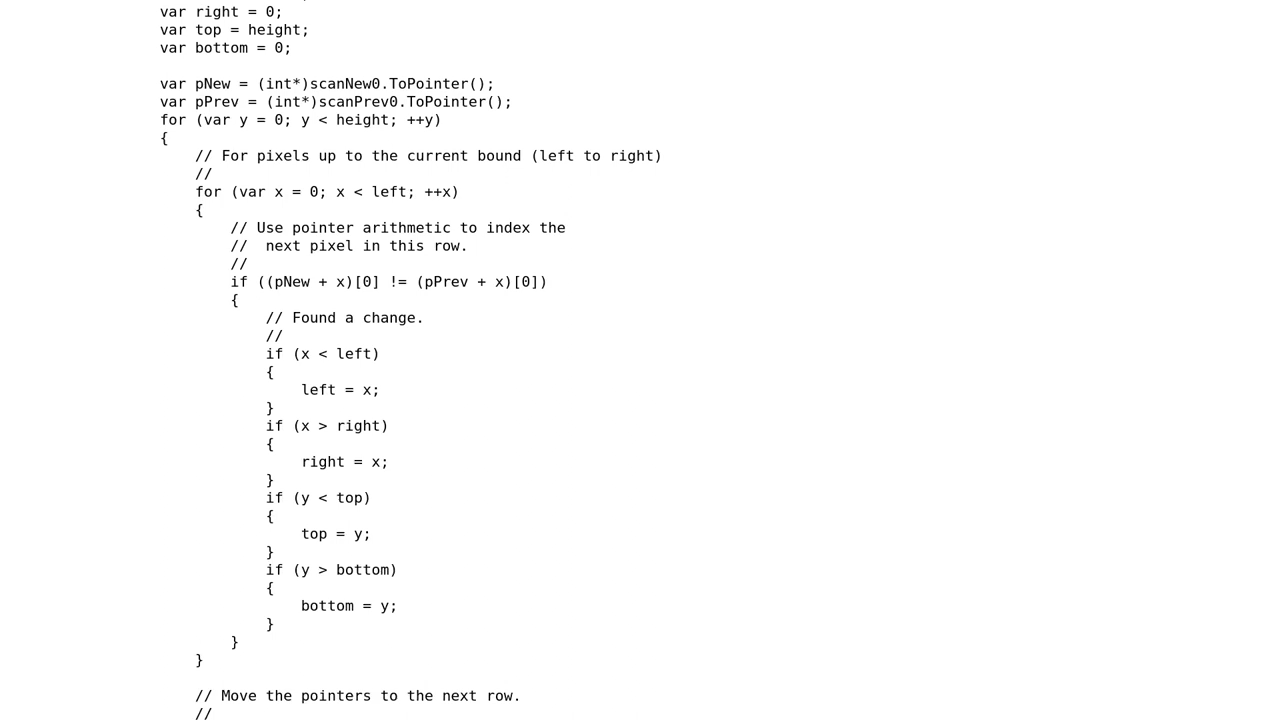 var right = 0;
var top = height;
var bottom = 0;

var pNew = (int*)scanNew0.ToPointer();
var pPrev = (int*)scanPrev0.ToPointer();
for (var y = 0; y < height; ++y)
{
    // For pixels up to the current bound (left to right)
    //
    for (var x = 0; x < left; ++x)
    {
        // Use pointer arithmetic to index the
        //  next pixel in this row.
        //
        if ((pNew + x)[0] != (pPrev + x)[0])
        {
            // Found a change.
            //
            if (x < left)
            {
                left = x;
            }
            if (x > right)
            {
                right = x;
            }
            if (y < top)
            {
                top = y;
            }
            if (y > bottom)
            {
                bottom = y;
            }
        }
    }

    // Move the pointers to the next row.
    //